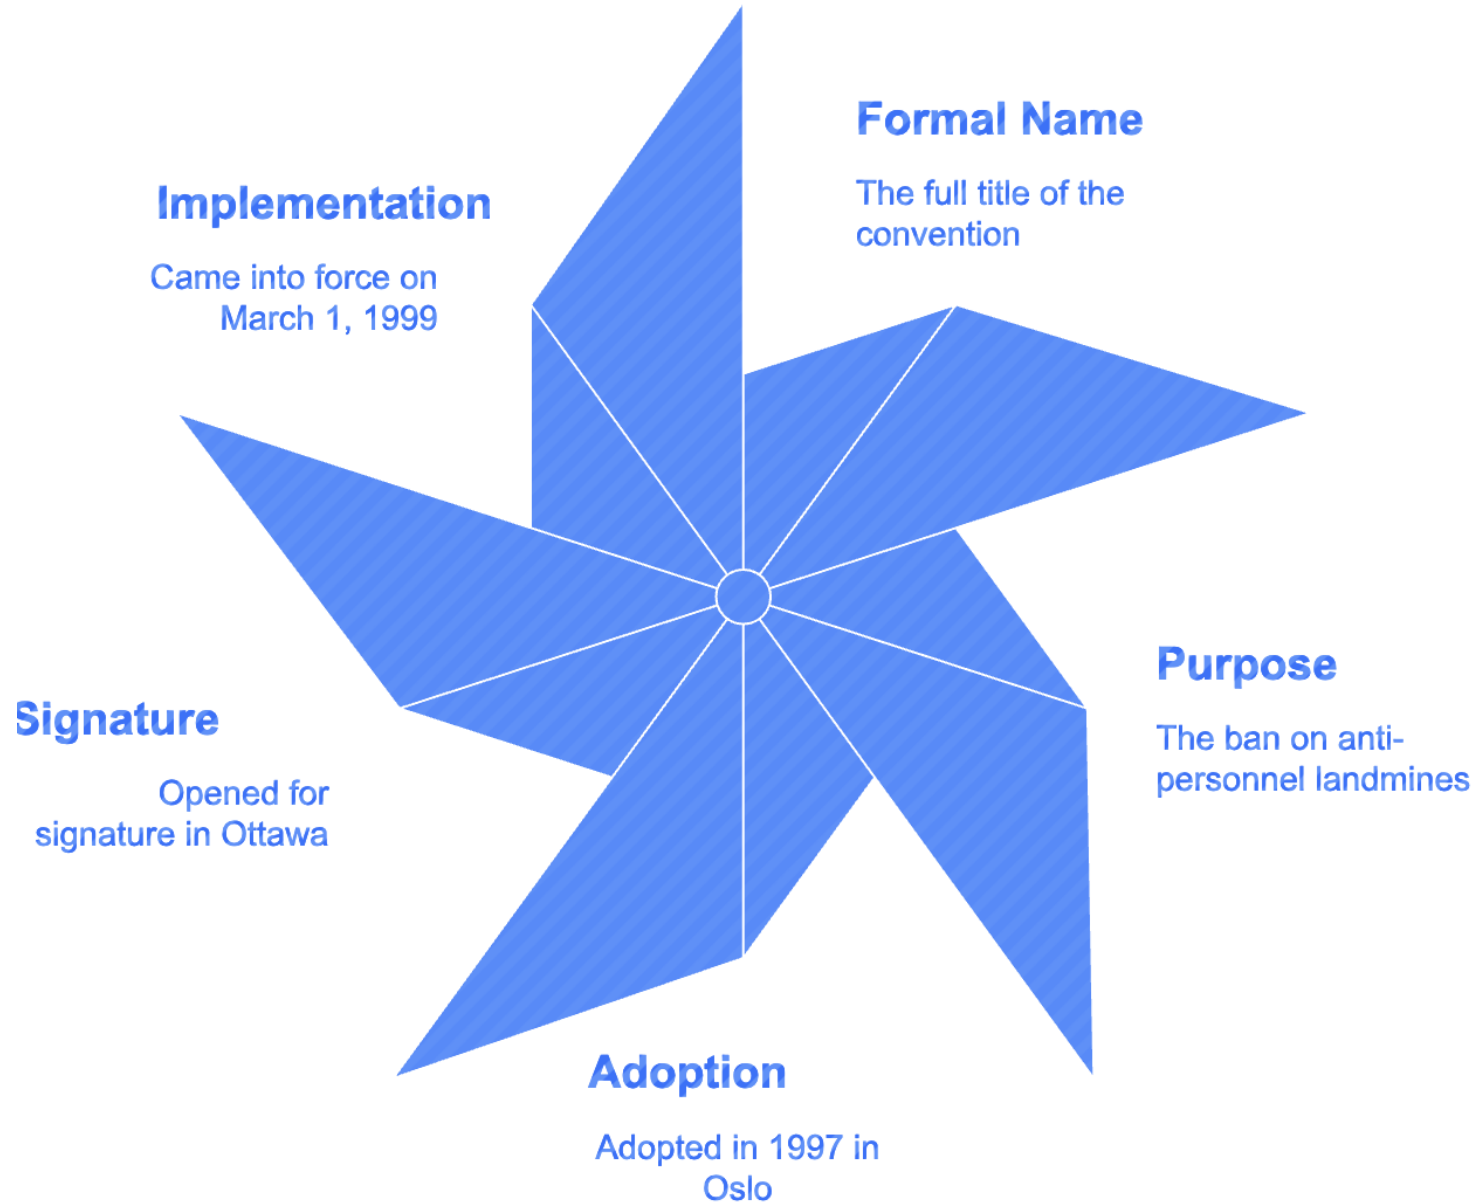 Formal Name
The full title of the
convention
Implementation
Came into force on
March 1, 1999
Purpose
The ban on anti-
personnel landmines
Signature
Opened for
signature in Ottawa
Adoption
Adopted in 1997 in
Oslo